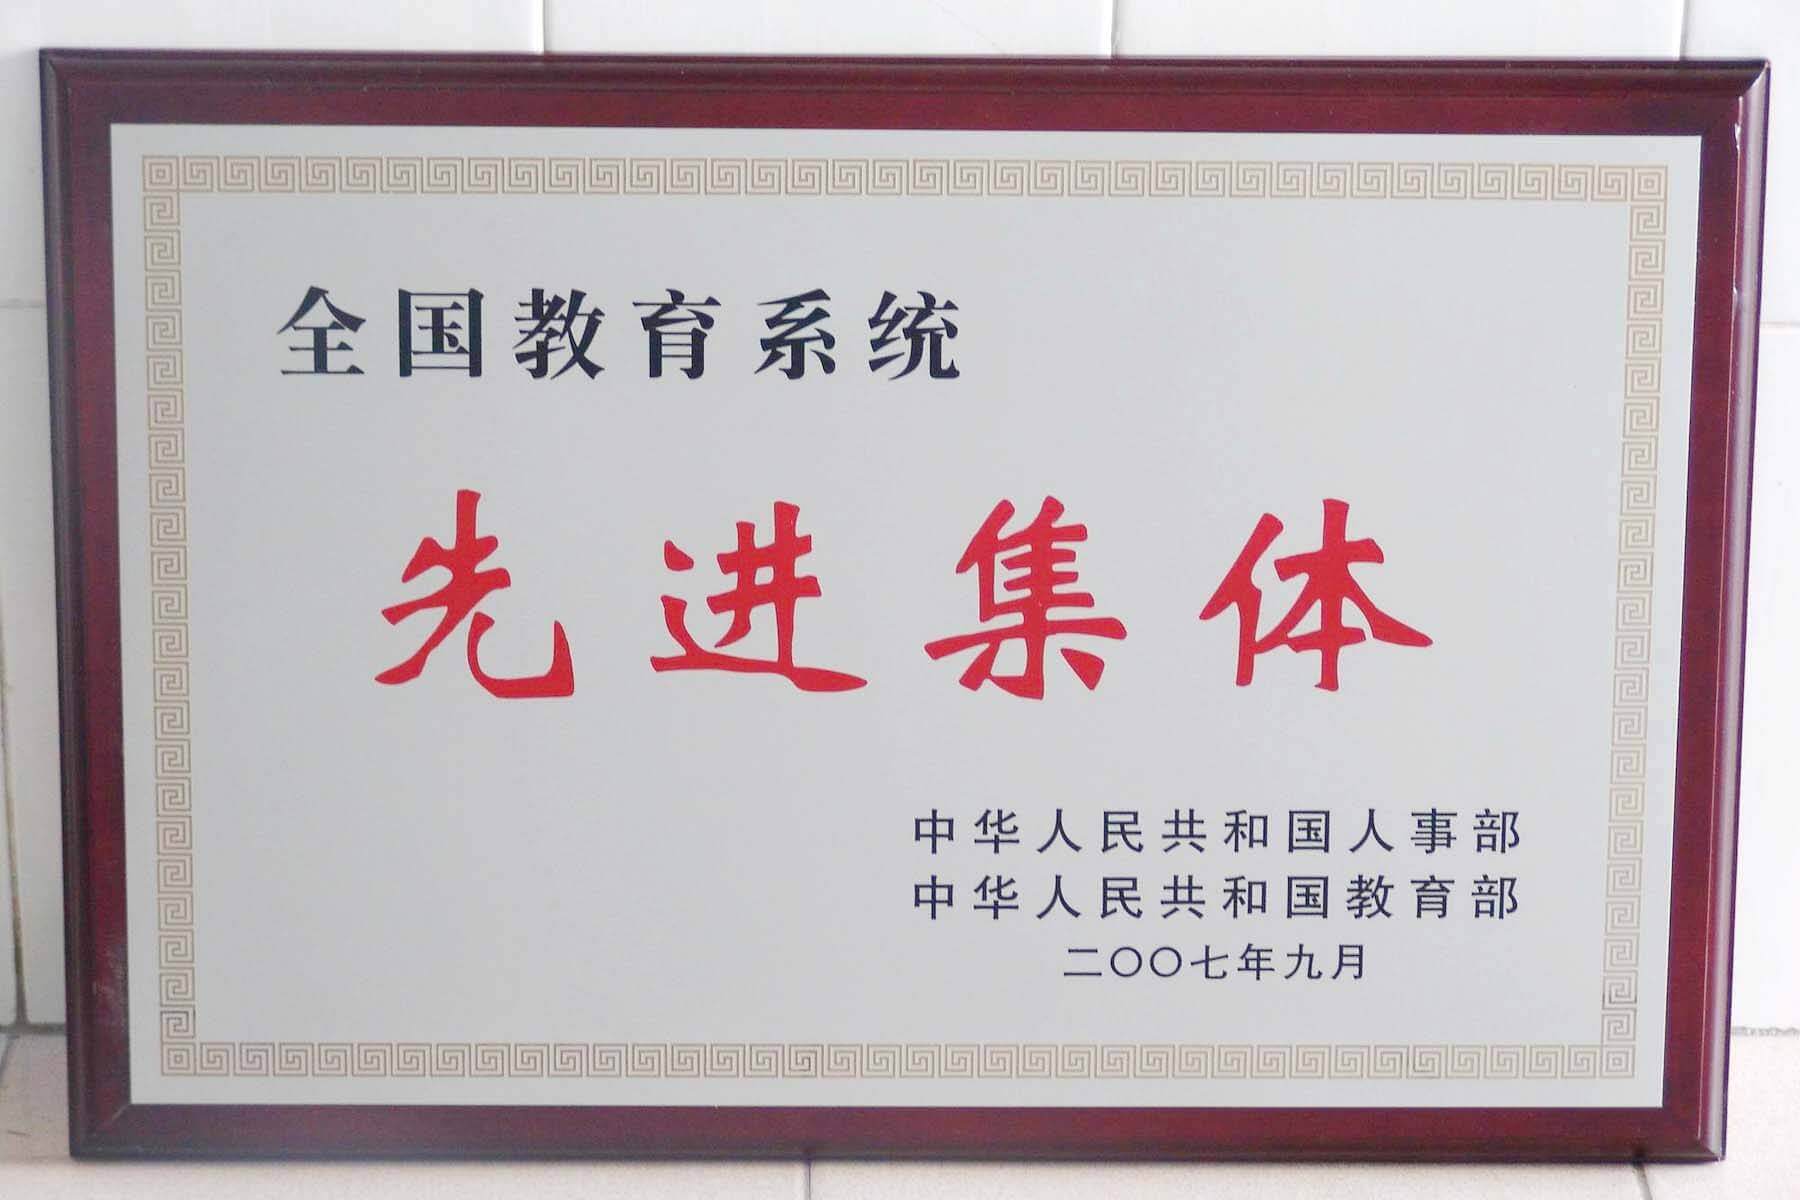 全国教育系统
先进集体
中华人民共和国人事部
中华人民共和国教育部
二〇〇七年九月